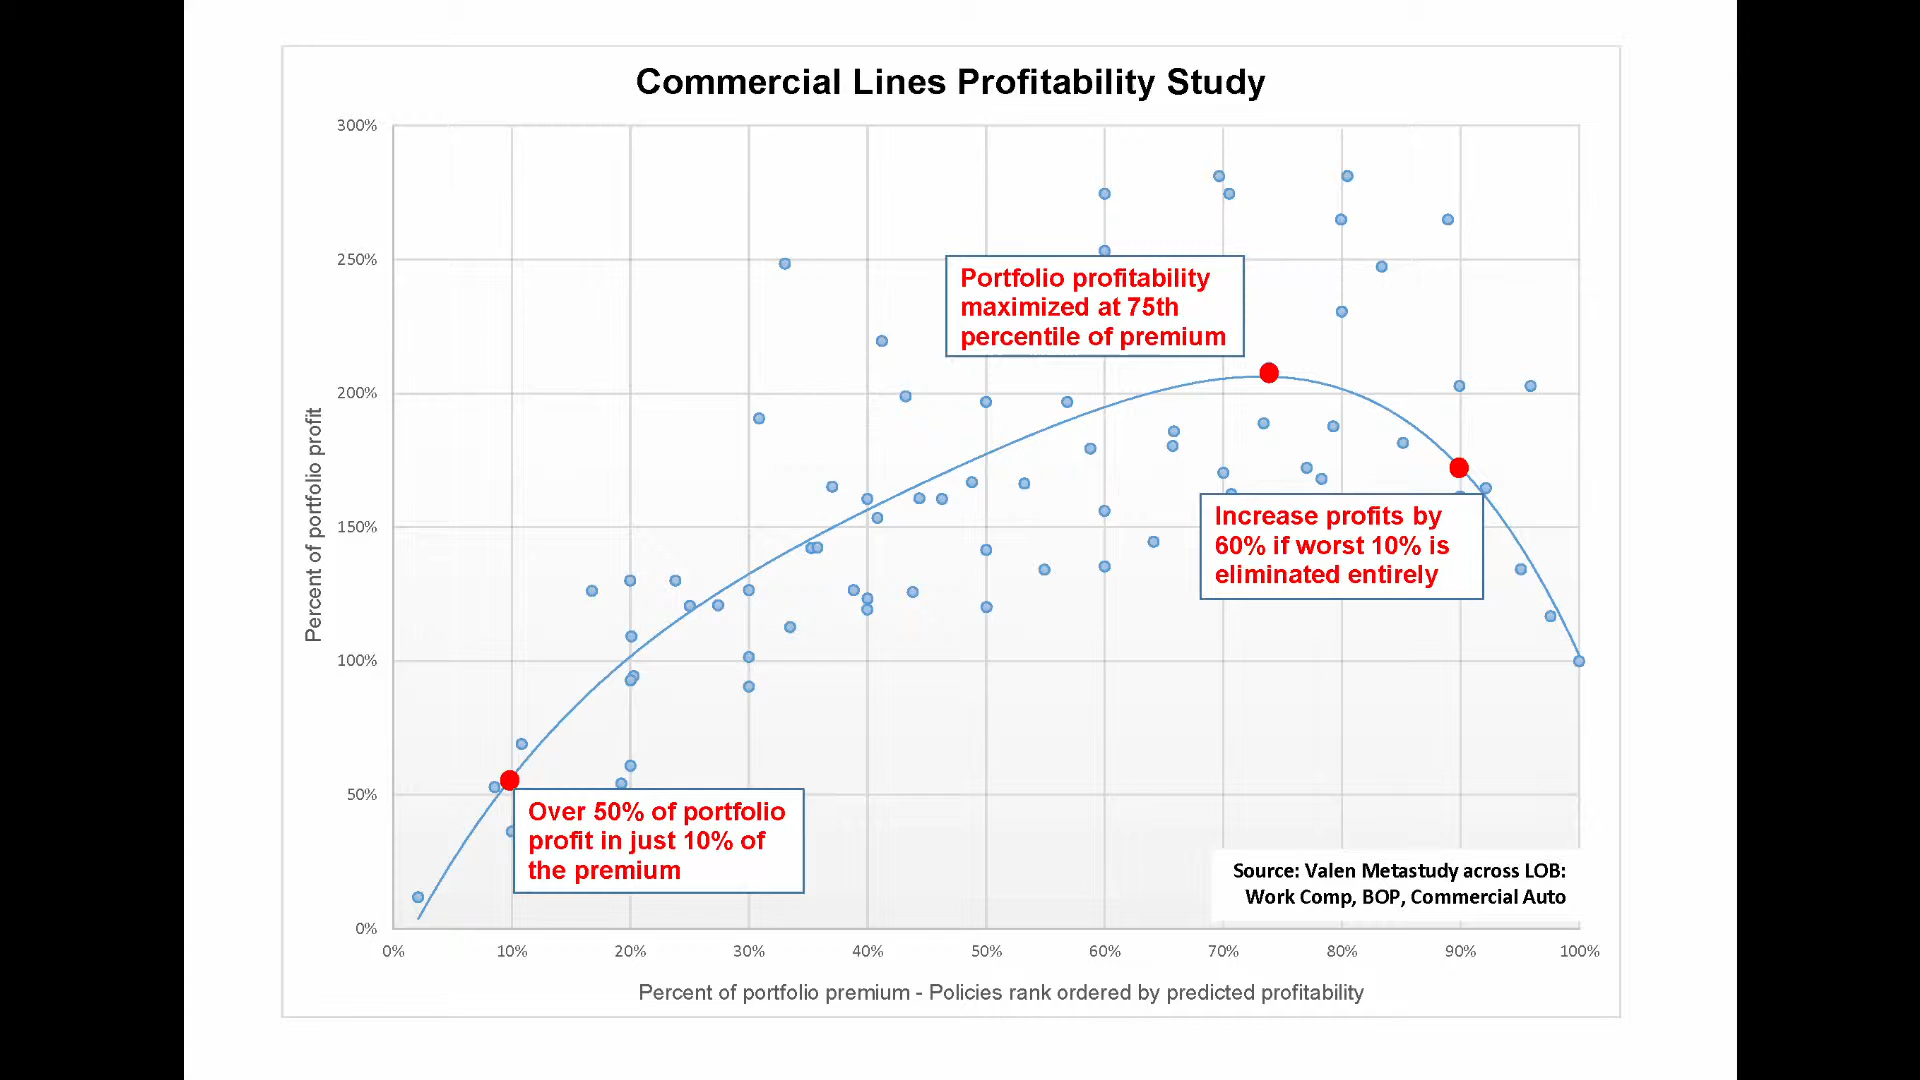 Commercial Lines Profitability Study
300%
250%
200%
150%
100%
50%
0%
Percent of portfolio profit
Portfolio profitability
maximized at 75th
percentile of premium
Increase profits by
60% if worst 10% is
eliminated entirely
Over 50% of portfolio
profit in just 10% of
the premium
Source: Valen Metastudy across LOB:
Work Comp, BOP, Commercial Auto
0% 10% 20% 30% 40% 50% 60% 70% 80% 90% 100%
Percent of portfolio premium - Policies rank ordered by predicted profitability